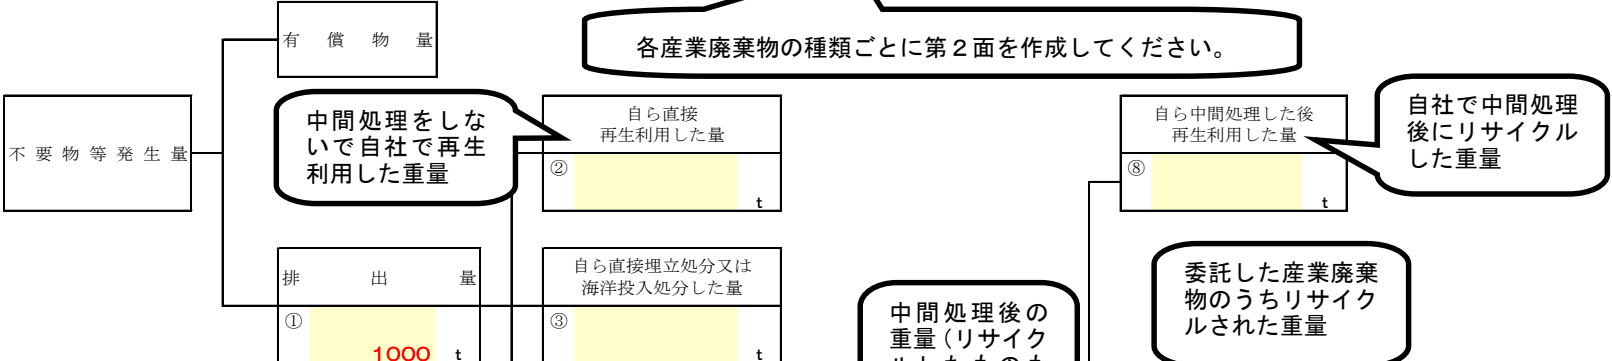 有償物量
各産業廃棄物の種類ごとに第２面を作成してください。
不要物等発生量
中間処理をしな
いで自社で再生
利用した重量
自ら直接
再生利用した量
②
t
自ら中間処理した後
再生利用した量
⑧
t
自社で中間処理
後にリサイクル
した重量
排出量
①
1000 t
自ら直接埋立処分又は
海洋投入処分した量
③
t
中間処理後の
重量（リサイク
委託した産業廃棄
物のうちリサイク
ルされた重量